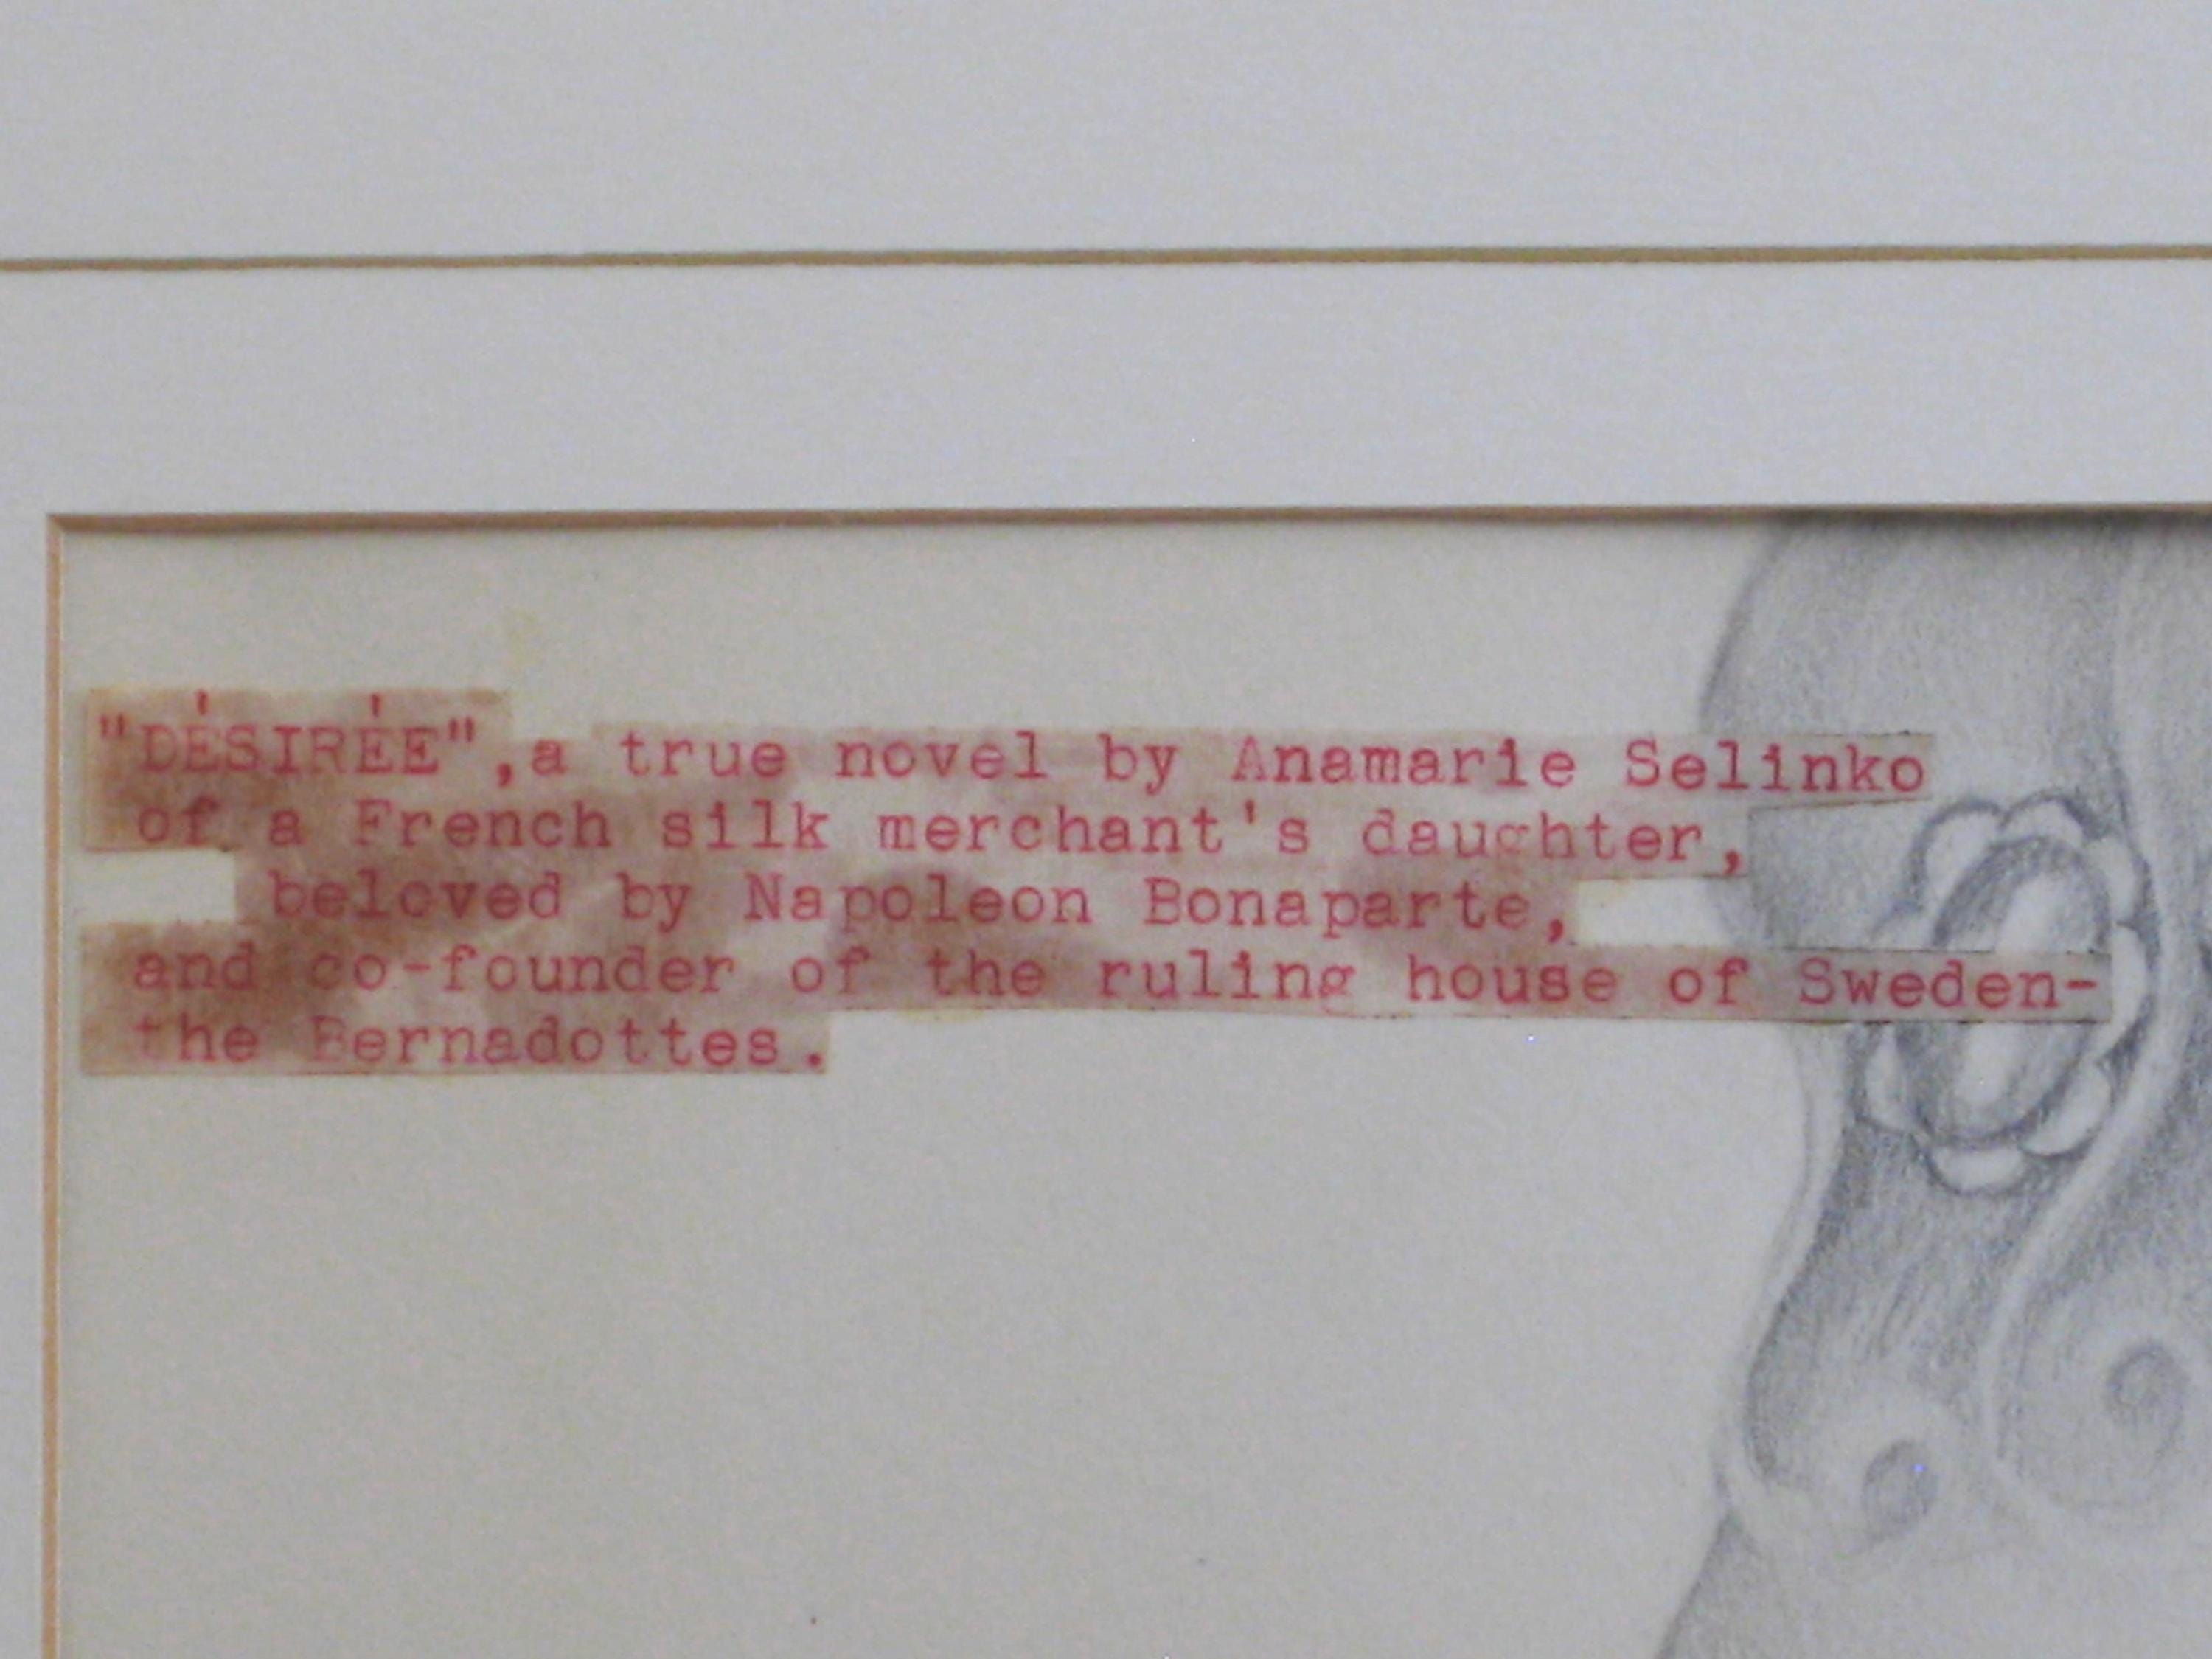 "DÉSIRÉE",a true novel by Anamarie Selinko
of a French silk merchant's daughter,
beloved by Napoleon Bonaparte,
and co-founder of the ruling house of Sweden-
the Bernadottes.